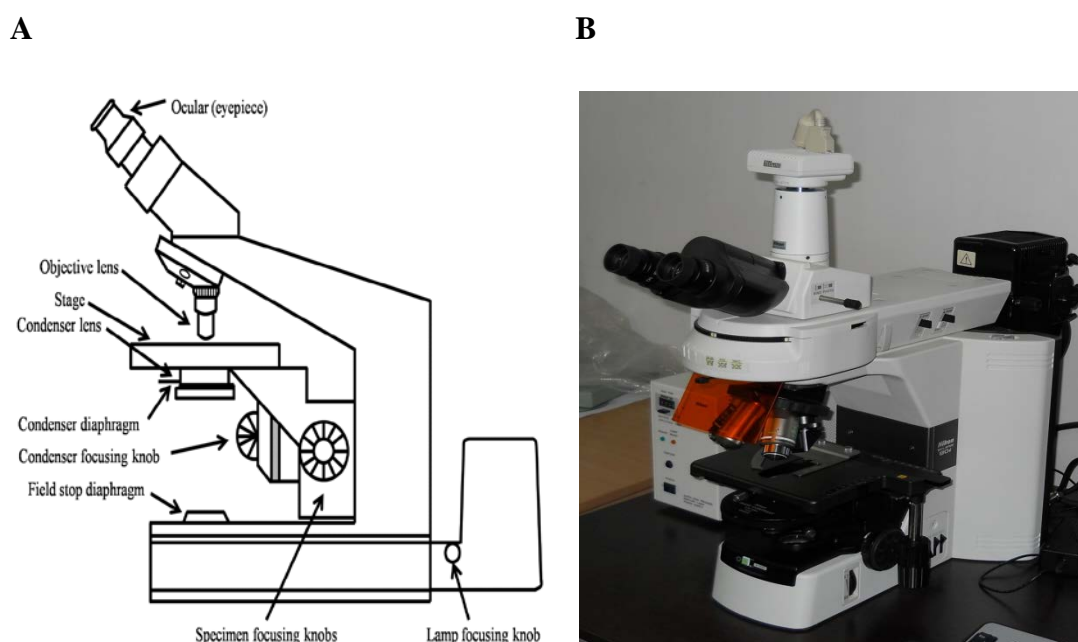 A
B
Ocular (eyepiece)
Objective lens
Stage
Condenser lens
Condenser diaphragm
Condenser focusing knob
Field stop diaphragm
Specimen focusing knobs
Lamp focusing knob
Nikon